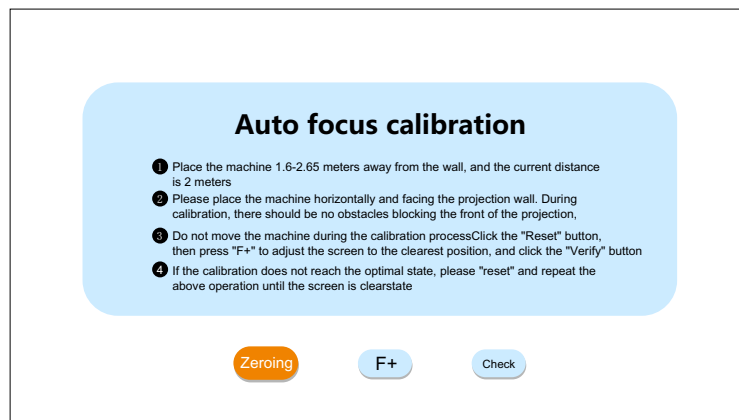 Auto focus calibration
1 Place the machine 1.6-2.65 meters away from the wall, and the current distance
is 2 meters
2 Please place the machine horizontally and facing the projection wall. During
calibration, there should be no obstacles blocking the front of the projection,
3 Do not move the machine during the calibration processClick the "Reset" button,
then press "F+" to adjust the screen to the clearest position, and click the "Verify" button
4 If the calibration does not reach the optimal state, please "reset" and repeat the
above operation until the screen is clearstate
Zeroing F+ Check